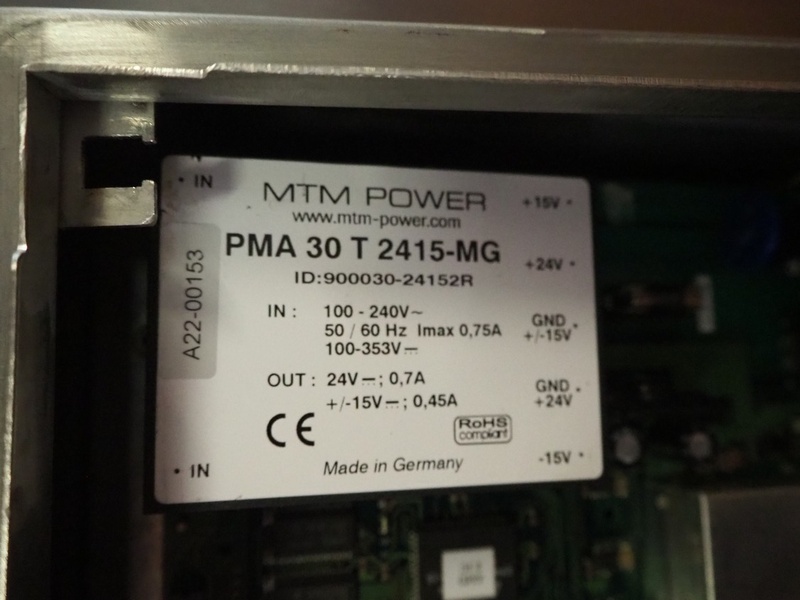 • IN
MTM POWER
www.mtm-power.com
PMA 30 T 2415-MG
ID:900030-24152R
A22-00153
IN : 100 - 240V~
50 / 60 Hz Imax 0,75A
100-353V⎓
OUT : 24V⎓; 0,7A
+/-15V⎓; 0,45A
CE
RoHS
compliant
Made in Germany
• IN
+15V •
+24V •
GND •
+/-15V
GND •
+24V
-15V •